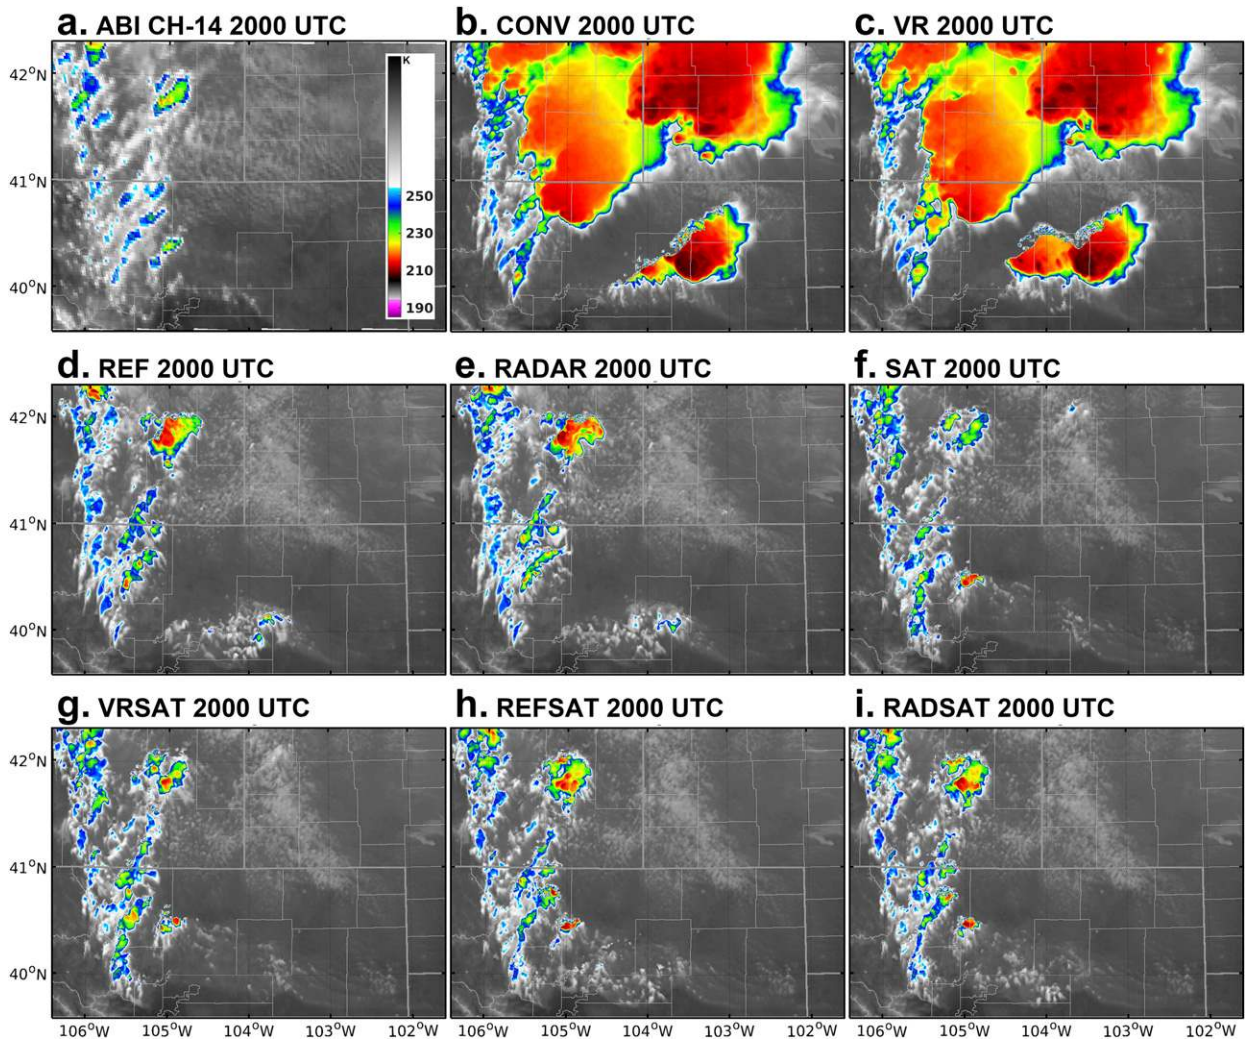 a. ABI CH-14 2000 UTC
b. CONV 2000 UTC
c. VR 2000 UTC
42°N
41°N
40°N
K
250
230
210
190
d. REF 2000 UTC
e. RADAR 2000 UTC
f. SAT 2000 UTC
42°N
41°N
40°N
g. VRSAT 2000 UTC
h. REFSAT 2000 UTC
i. RADSAT 2000 UTC
42°N
41°N
40°N
106°W 105°W 104°W 103°W 102°W
106°W 105°W 104°W 103°W 102°W
106°W 105°W 104°W 103°W 102°W